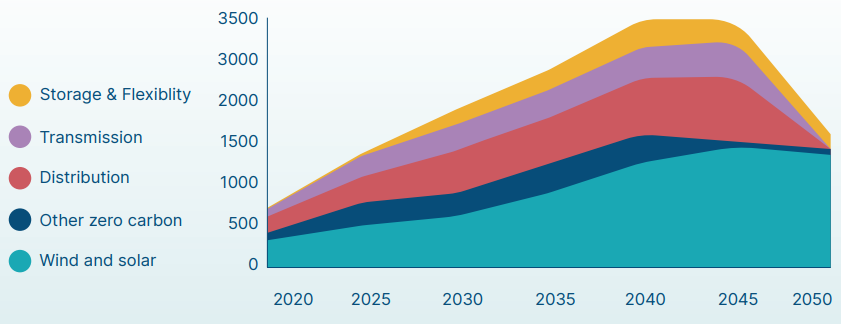 3500
3000
2500
2000
1500
1000
500
0
Storage & Flexiblity
Transmission
Distribution
Other zero carbon
Wind and solar
2020 2025 2030 2035 2040 2045 2050